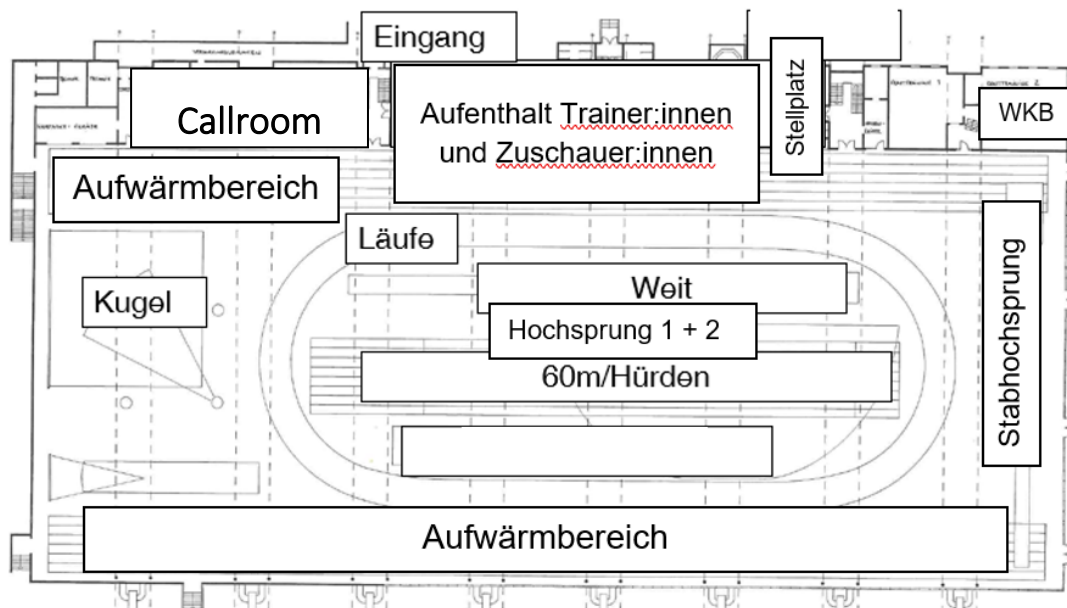 Eingang
Callroom
Aufenthalt Trainer:innen
und Zuschauer:innen
Stellplatz
WKB
Aufwärmbereich
Läufe
Kugel
Weit
Hochsprung 1 + 2
60m/Hürden
Stabhochsprung
Aufwärmbereich